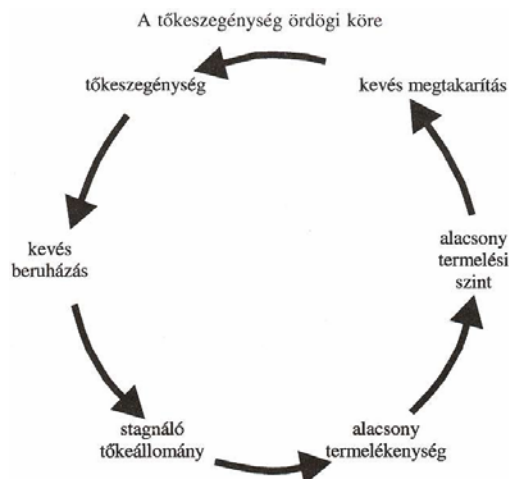 A tőkeszegénység ördögi köre
tőkeszegénység
kevés megtakarítás
kevés
beruházás
alacsony
termelési
szint
stagnáló
tőkeállomány
alacsony
termelékenység